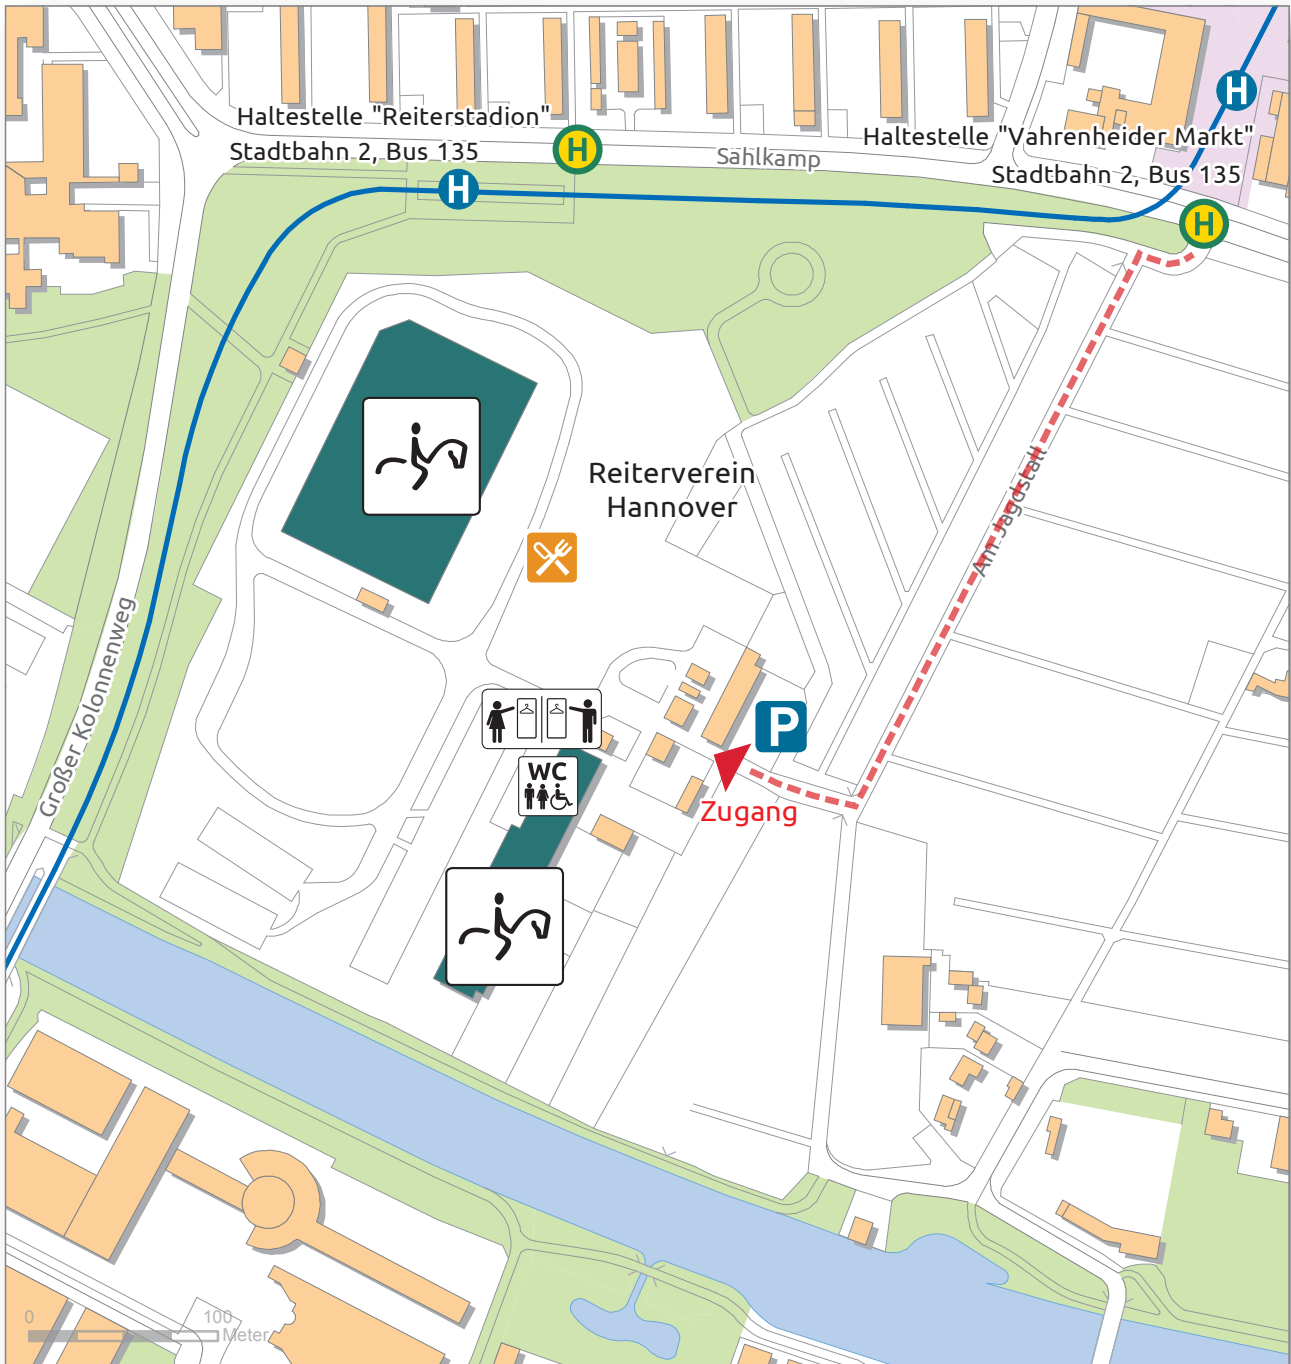 Haltestelle "Reiterstadion"
Stadtbahn 2, Bus 135
H
H
H
Haltestelle "Vahrenheider Markt"
Stadtbahn 2, Bus 135
H
Sahlkamp
Reiterverein
Hannover
Am Jagdstall
Großer Kolonnenweg
P
WC
Zugang
0 100
Meter